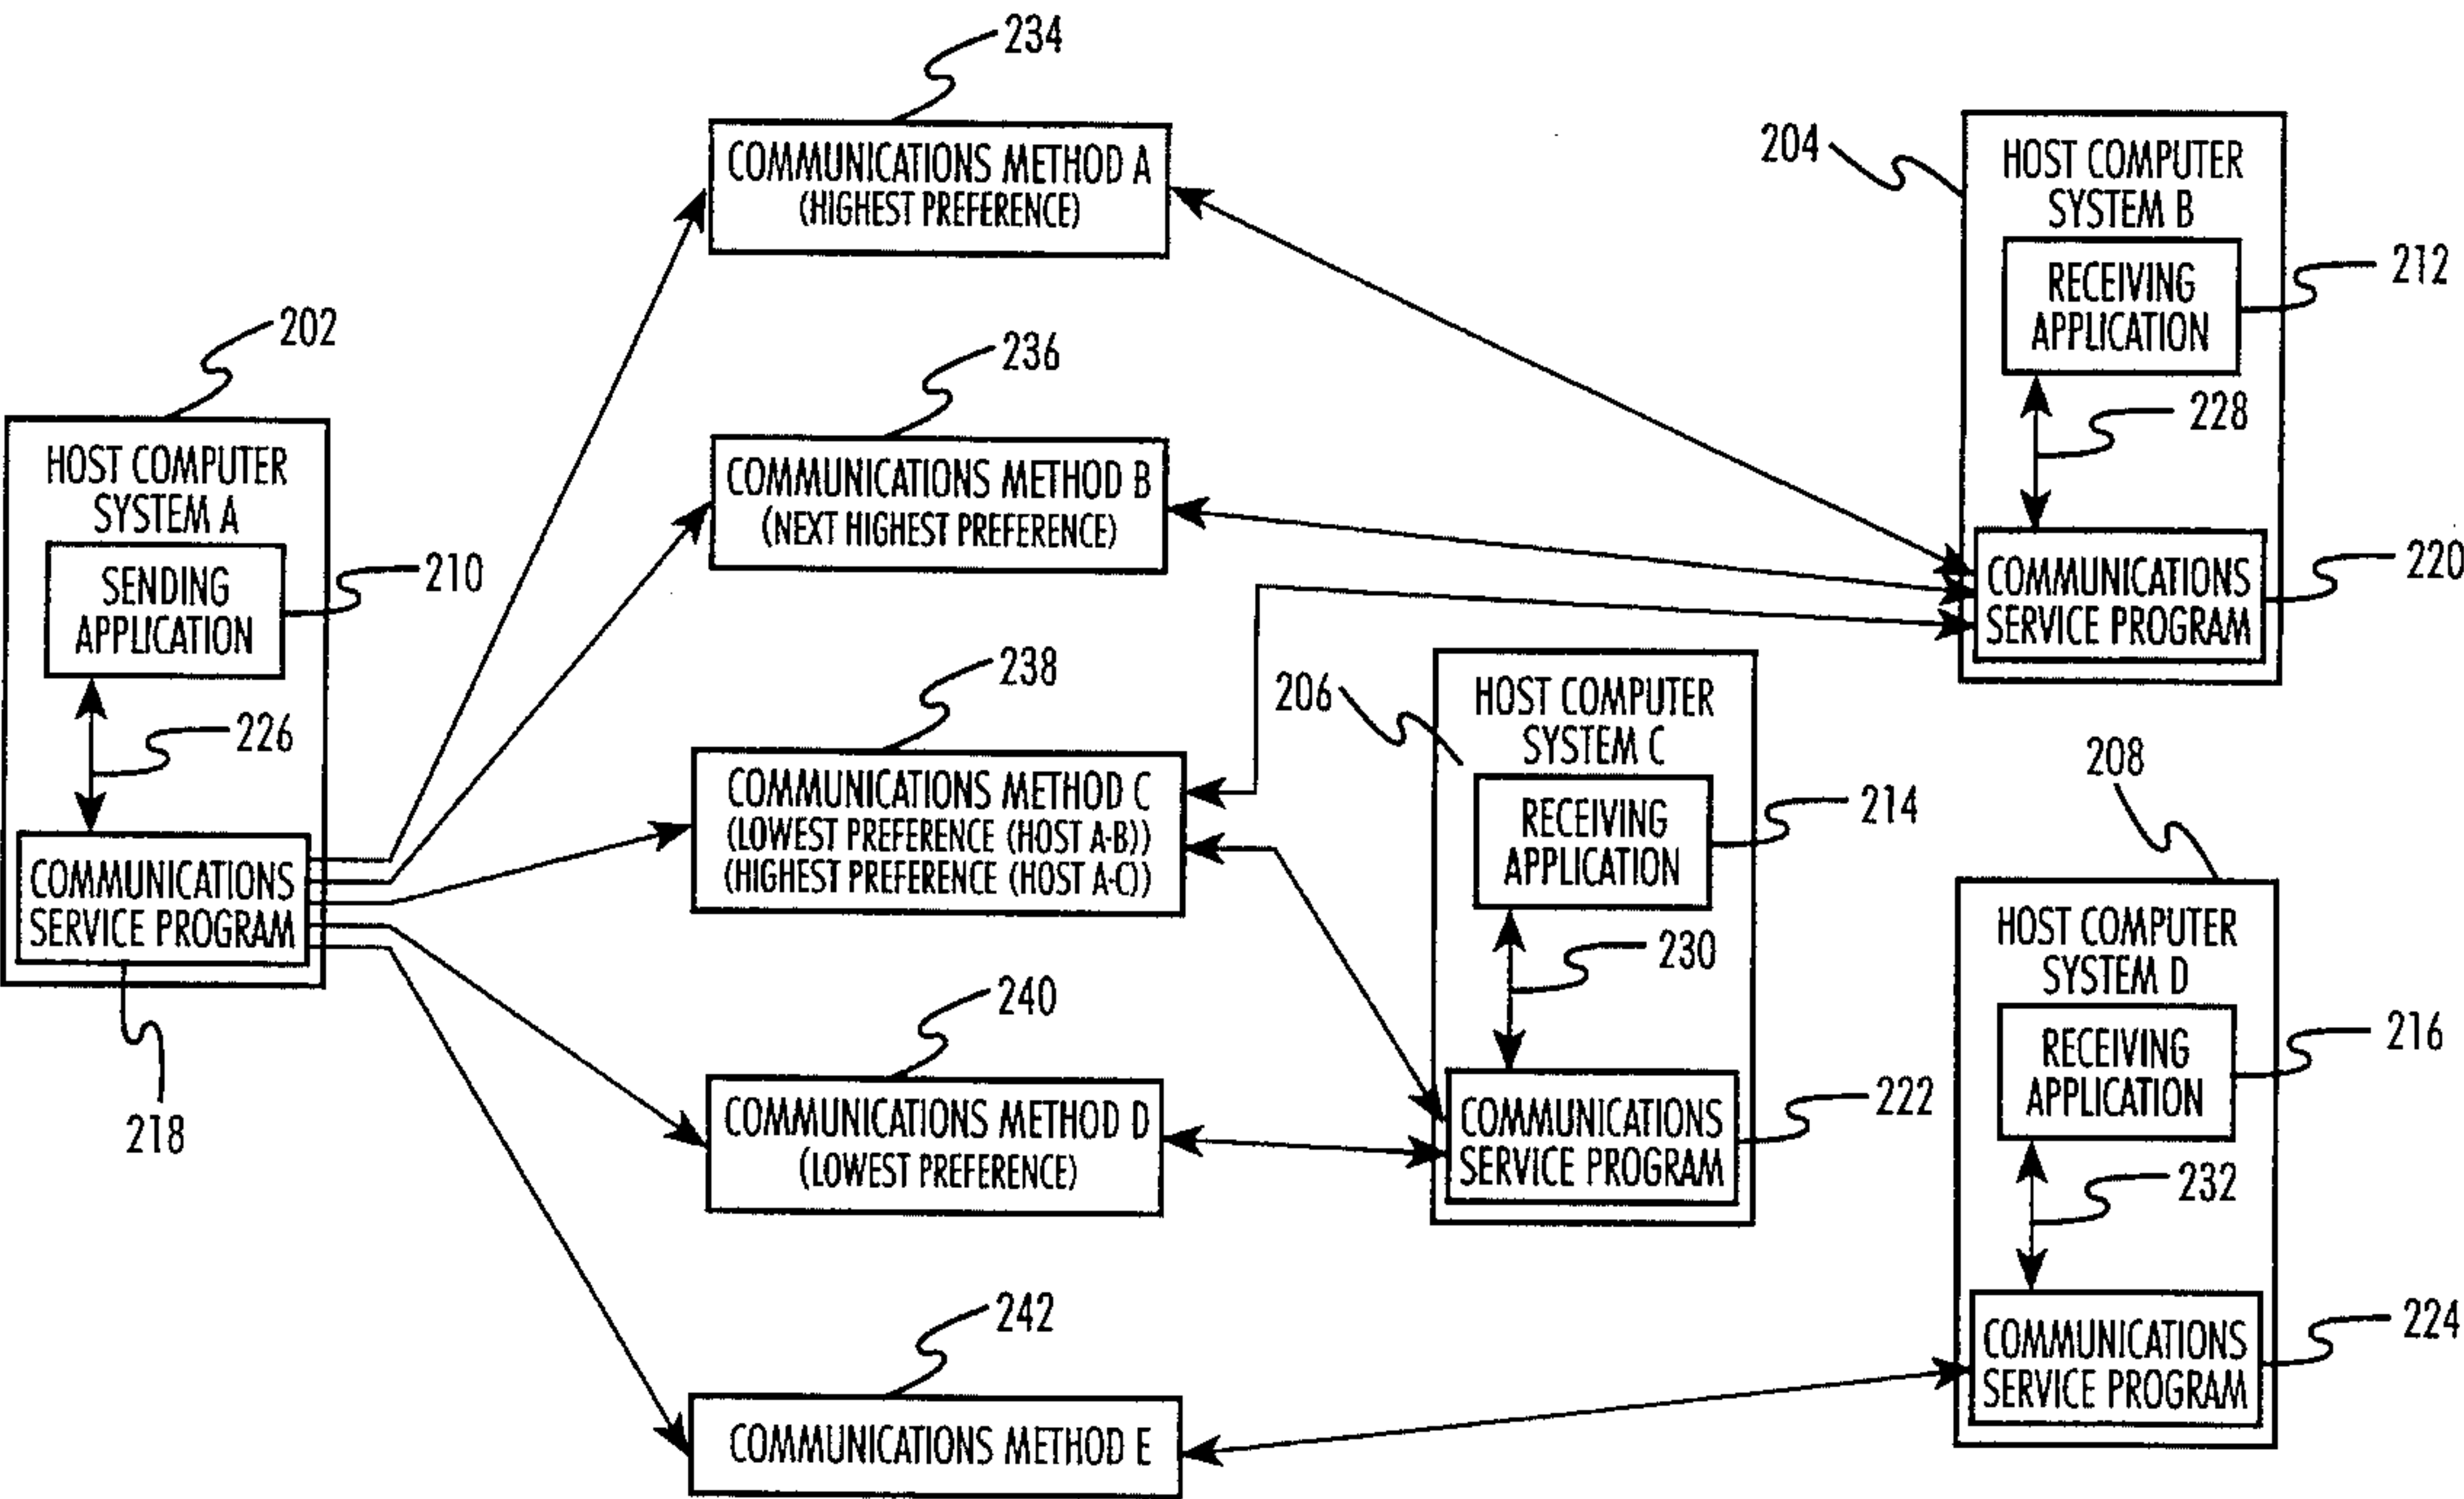 234
COMMUNICATIONS METHOD A
(HIGHEST PREFERENCE)
204
HOST COMPUTER
SYSTEM B
RECEIVING
APPLICATION
212
228
COMMUNICATIONS
SERVICE PROGRAM
220
202
HOST COMPUTER
SYSTEM A
SENDING
APPLICATION
210
226
COMMUNICATIONS
SERVICE PROGRAM
218
236
COMMUNICATIONS METHOD B
(NEXT HIGHEST PREFERENCE)
238
COMMUNICATIONS METHOD C
(LOWEST PREFERENCE (HOST A-B))
(HIGHEST PREFERENCE (HOST A-C))
206
HOST COMPUTER
SYSTEM C
RECEIVING
APPLICATION
214
230
COMMUNICATIONS
SERVICE PROGRAM
222
240
COMMUNICATIONS METHOD D
(LOWEST PREFERENCE)
208
HOST COMPUTER
SYSTEM D
RECEIVING
APPLICATION
216
232
COMMUNICATIONS
SERVICE PROGRAM
224
242
COMMUNICATIONS METHOD E